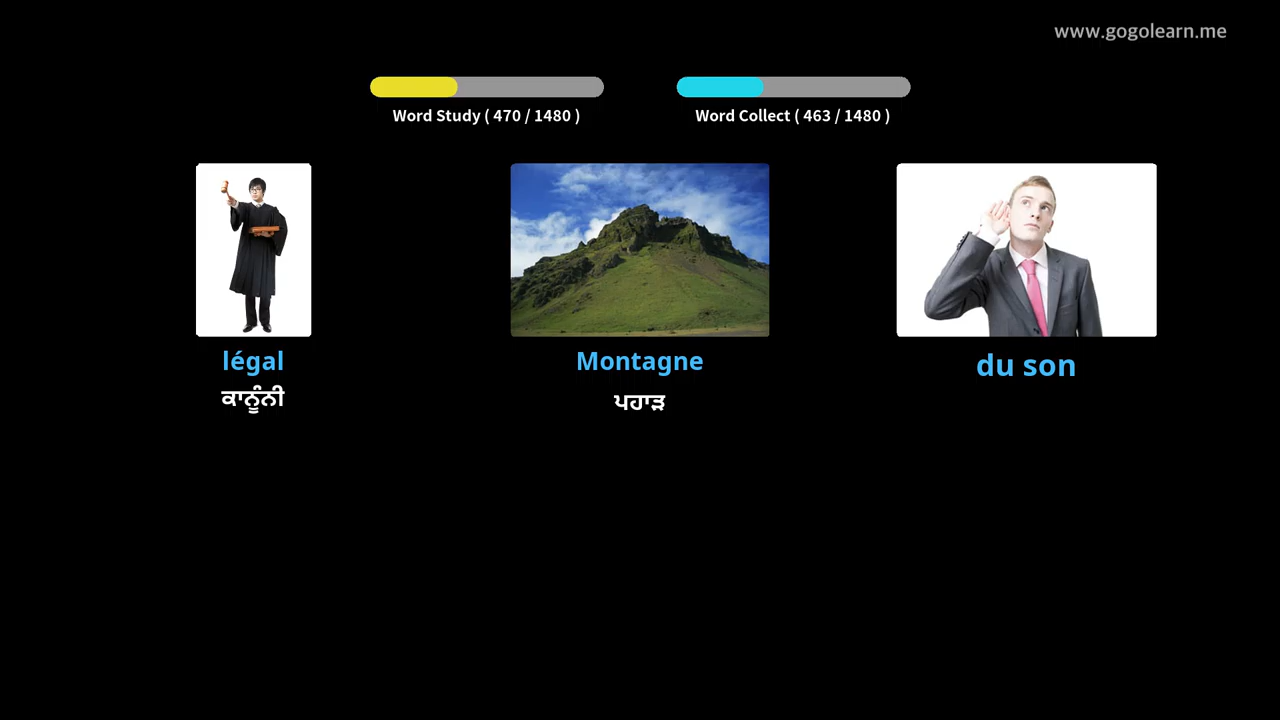 www.gogolearn.me
Word Study ( 470 / 1480 )
Word Collect ( 463 / 1480 )
légal
Montagne
du son
ਕਾਨੂੰਨੀ
ਪਹਾੜ